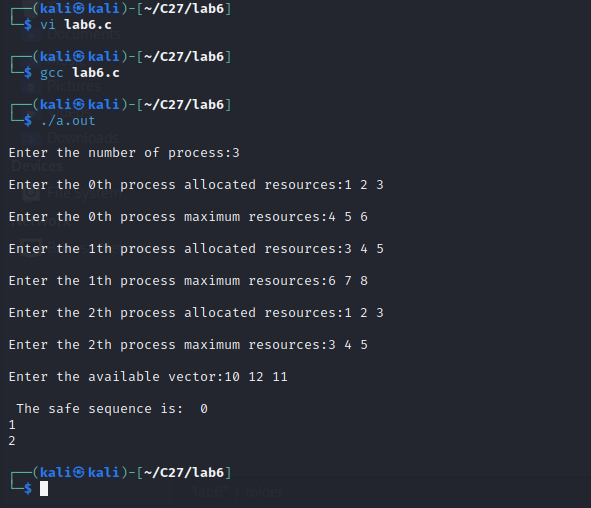 ┌──(kali㉿kali)-[~/C27/lab6]
└─$ vi lab6.c
┌──(kali㉿kali)-[~/C27/lab6]
└─$ gcc lab6.c
┌──(kali㉿kali)-[~/C27/lab6]
└─$ ./a.out
Enter the number of process:3
Enter the 0th process allocated resources:1 2 3
Enter the 0th process maximum resources:4 5 6
Enter the 1th process allocated resources:3 4 5
Enter the 1th process maximum resources:6 7 8
Enter the 2th process allocated resources:1 2 3
Enter the 2th process maximum resources:3 4 5
Enter the available vector:10 12 11
The safe sequence is:  0
1
2
┌──(kali㉿kali)-[~/C27/lab6]
└─$